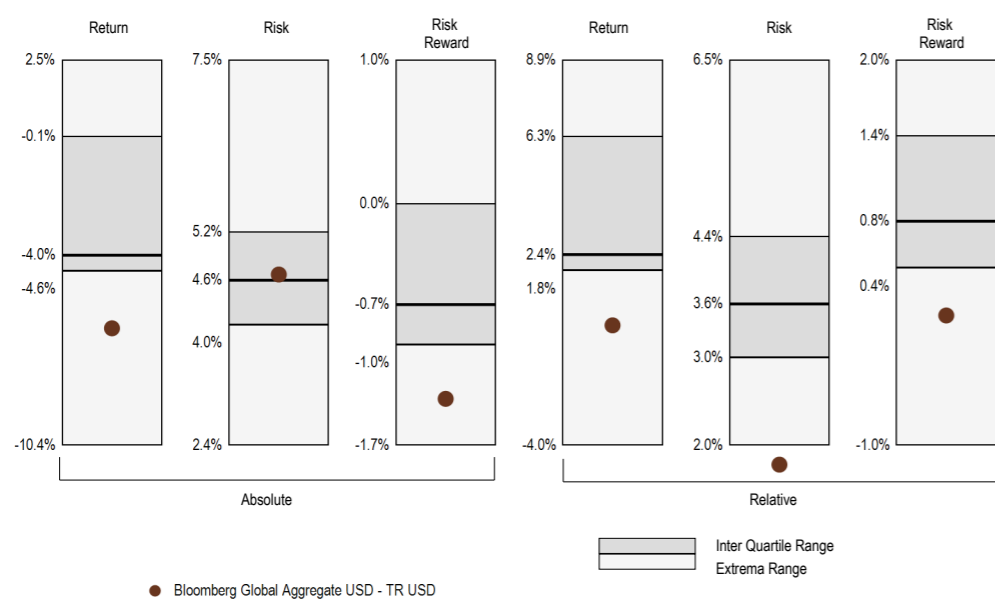 Return
Risk
Risk
Reward
Return
Risk
Risk
Reward
2.5%
-0.1%
-4.0%
-4.6%
-10.4%
7.5%
5.2%
4.6%
4.0%
2.4%
1.0%
0.0%
-0.7%
-1.0%
-1.7%
8.9%
6.3%
2.4%
1.8%
-4.0%
6.5%
4.4%
3.6%
3.0%
2.0%
2.0%
1.4%
0.8%
0.4%
-1.0%
Absolute
Relative
Inter Quartile Range
Extrema Range
Bloomberg Global Aggregate USD - TR USD